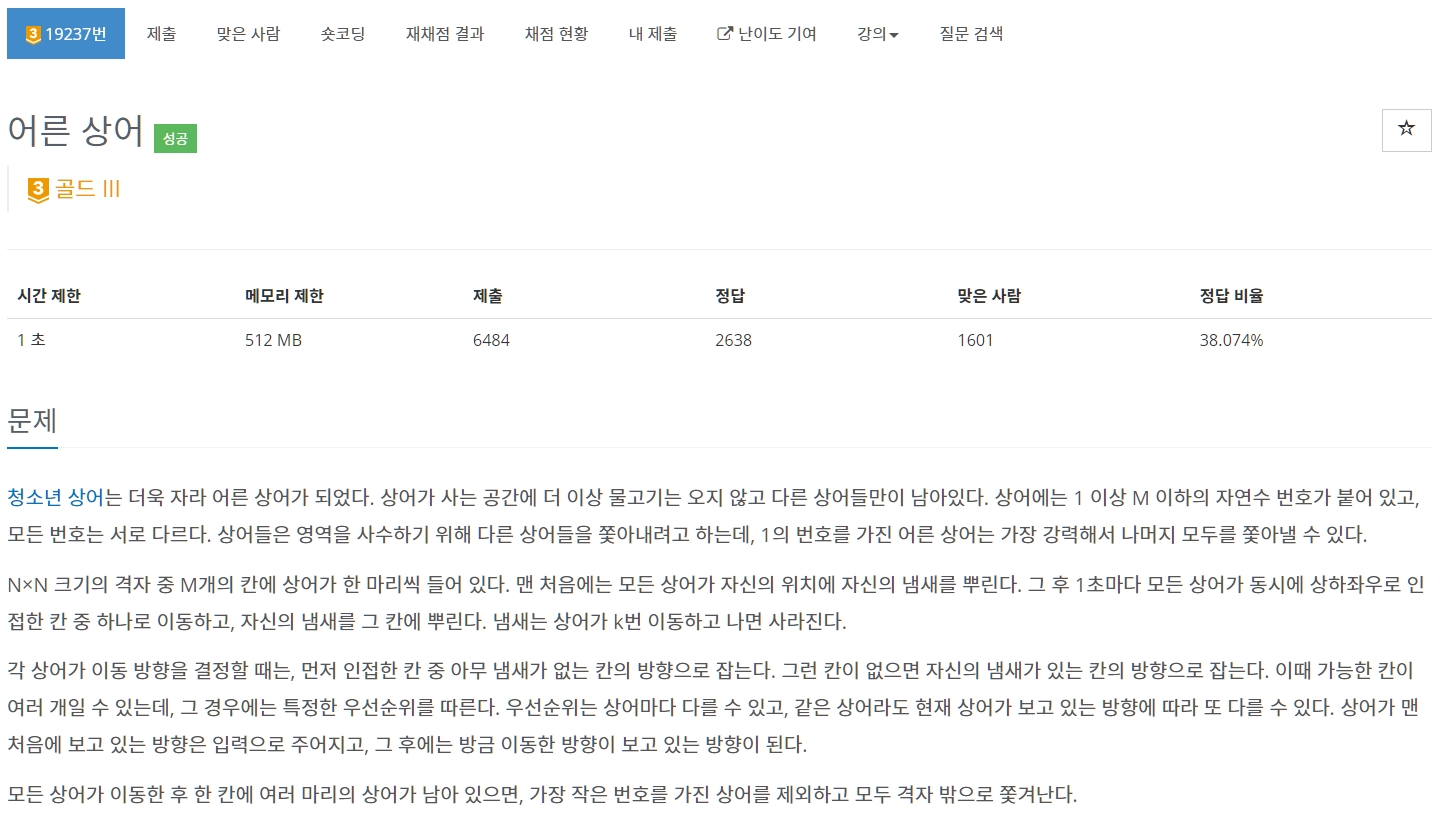 3 19237번 제출 맞은 사람 숏코딩 재채점 결과 채점 현황 내 제출 난이도 기여 강의 질문 검색
어른 상어 성공
3 골드 III
시간 제한 메모리 제한 제출 정답 맞은 사람 정답 비율
1 초 512 MB 6484 2638 1601 38.074%
문제
청소년 상어는 더욱 자라 어른 상어가 되었다. 상어가 사는 공간에 더 이상 물고기는 오지 않고 다른 상어들만이 남아있다. 상어에는 1 이상 M 이하의 자연수 번호가 붙어 있고,
모든 번호는 서로 다르다. 상어들은 영역을 사수하기 위해 다른 상어들을 쫓아내려고 하는데, 1의 번호를 가진 어른 상어는 가장 강력해서 나머지 모두를 쫓아낼 수 있다.
N×N 크기의 격자 중 M개의 칸에 상어가 한 마리씩 들어 있다. 맨 처음에는 모든 상어가 자신의 위치에 자신의 냄새를 뿌린다. 그 후 1초마다 모든 상어가 동시에 상하좌우로 인
접한 칸 중 하나로 이동하고, 자신의 냄새를 그 칸에 뿌린다. 냄새는 상어가 k번 이동하고 나면 사라진다.
각 상어가 이동 방향을 결정할 때는, 먼저 인접한 칸 중 아무 냄새가 없는 칸의 방향으로 잡는다. 그런 칸이 없으면 자신의 냄새가 있는 칸의 방향으로 잡는다. 이때 가능한 칸이
여러 개일 수 있는데, 그 경우에는 특정한 우선순위를 따른다. 우선순위는 상어마다 다를 수 있고, 같은 상어라도 현재 상어가 보고 있는 방향에 따라 또 다를 수 있다. 상어가 맨
처음에 보고 있는 방향은 입력으로 주어지고, 그 후에는 방금 이동한 방향이 보고 있는 방향이 된다.
모든 상어가 이동한 후 한 칸에 여러 마리의 상어가 남아 있으면, 가장 작은 번호를 가진 상어를 제외하고 모두 격자 밖으로 쫓겨난다.